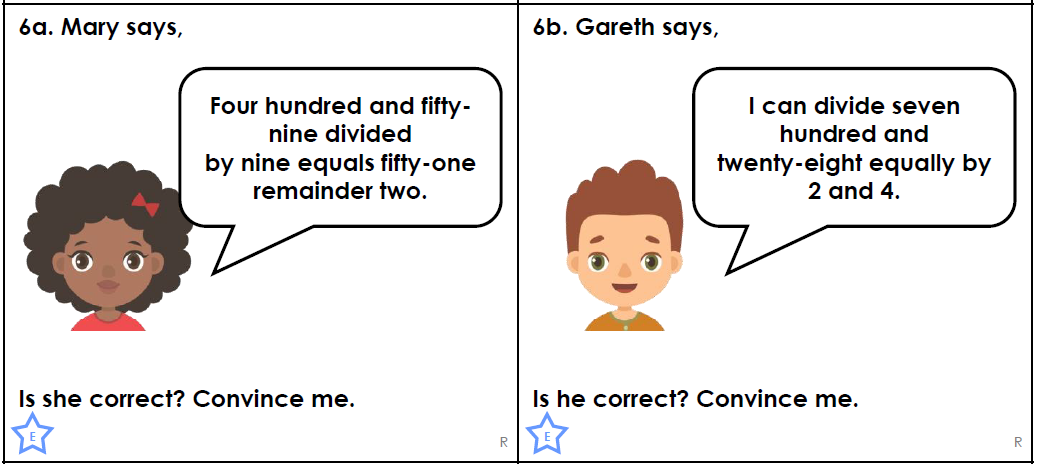 6a. Mary says,
Four hundred and fifty-
nine divided
by nine equals fifty-one
remainder two.
Is she correct? Convince me.
E
R
6b. Gareth says,
I can divide seven
hundred and
twenty-eight equally by
2 and 4.
Is he correct? Convince me.
E
R